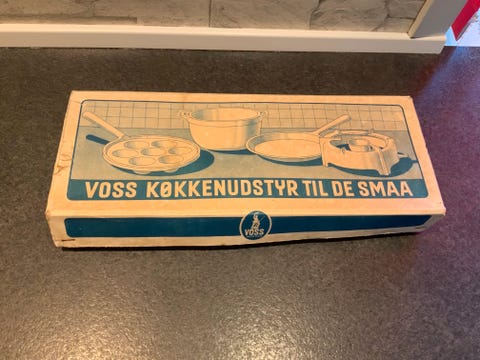 VOSS KØKKENUDSTYR TIL DE SMAA
VOSS